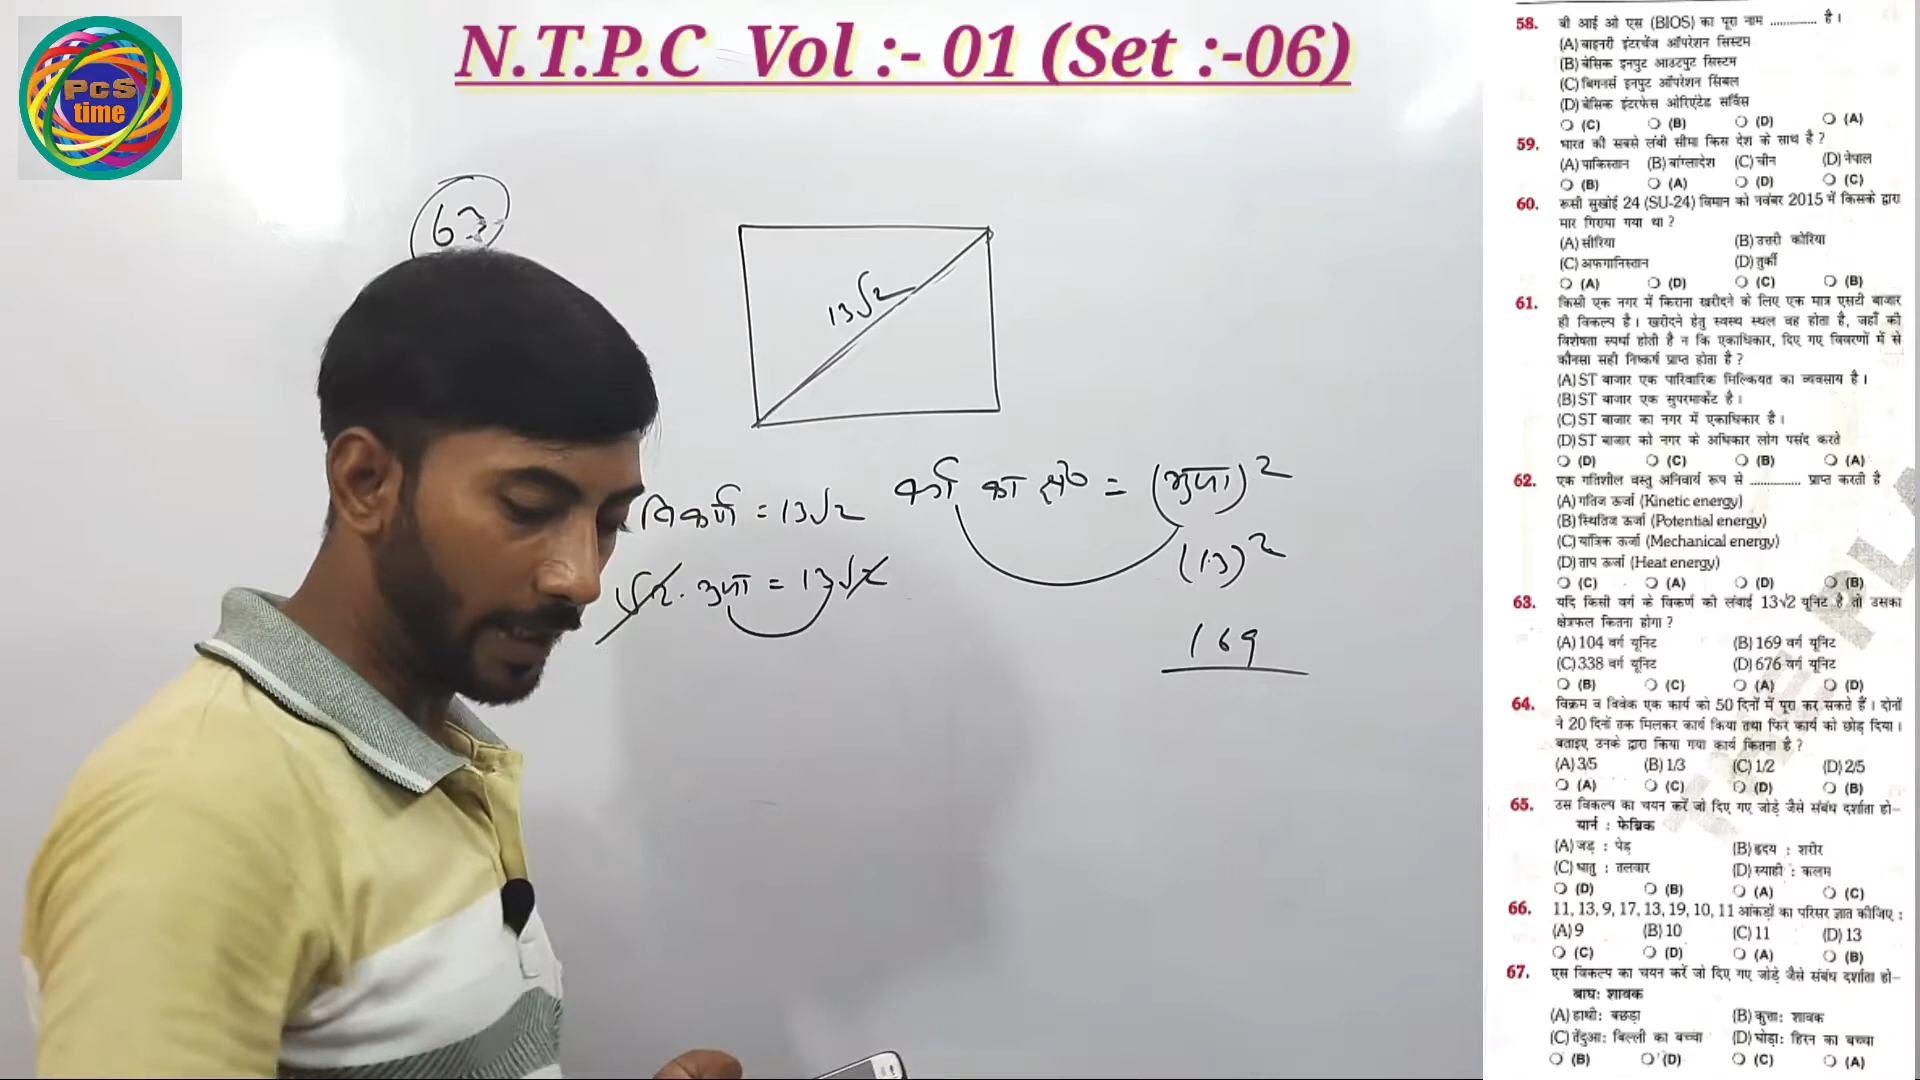 PCS
time
N.T.P.C Vol :- 01 (Set :-06)
63
13√2
विकर्ण = 13√2
√2 . भुजा = 13√2
वर्ग का क्षे० = (भुजा)²
(13)²
169
58. बी आई ओ एस (BIOS) का पूरा नाम ............. है।
(A) बाइनरी इंटरचेंज ऑपरेशन सिस्टम
(B) बेसिक इनपुट आउटपुट सिस्टम
(C) बिगनर्स इनपुट ऑपरेशन सिंबल
(D) बेसिक इंटरफेस ओरिएंटेड सर्विस
(C) (B) (D) (A)
59. भारत की सबसे लंबी सीमा किस देश के साथ है ?
(A) पाकिस्तान (B) बांग्लादेश (C) चीन (D) नेपाल
(B) (A) (D) (C)
60. रूसी सुखोई 24 (SU-24) विमान को नवंबर 2015 में किसके द्वारा
मार गिराया गया था ?
(A) सीरिया (B) उत्तरी कोरिया
(C) अफगानिस्तान (D) तुर्की
(A) (D) (C) (B)
61. किसी एक नगर में किराना खरीदने के लिए एक मात्र एसटी बाजार
ही विकल्प है। खरीदने हेतु स्वस्थ स्थल वह होता है, जहाँ की
विशेषता स्पर्धा होती है न कि एकाधिकार, दिए गए विवरणों में से
कौनसा सही निष्कर्ष प्राप्त होता है ?
(A) ST बाजार एक पारिवारिक मिल्कियत का व्यवसाय है।
(B) ST बाजार एक सुपरमार्केट है।
(C) ST बाजार का नगर में एकाधिकार है।
(D) ST बाजार को नगर के अधिकार लोग पसंद करते
(D) (C) (B) (A)
62. एक गतिशील वस्तु अनिवार्य रूप से ............. प्राप्त करती है
(A) गतिज ऊर्जा (Kinetic energy)
(B) स्थितिज ऊर्जा (Potential energy)
(C) यांत्रिक ऊर्जा (Mechanical energy)
(D) ताप ऊर्जा (Heat energy)
(C) (A) (D) (B)
63. यदि किसी वर्ग के विकर्ण की लंबाई 13√2 यूनिट है तो उसका
क्षेत्रफल कितना होगा ?
(A) 104 वर्ग यूनिट (B) 169 वर्ग यूनिट
(C) 338 वर्ग यूनिट (D) 676 वर्ग यूनिट
(B) (C) (A) (D)
64. विक्रम व विवेक एक कार्य को 50 दिनों में पूरा कर सकते हैं। दोनों
ने 20 दिनों तक मिलकर कार्य किया तथा फिर कार्य को छोड़ दिया।
बताइए उनके द्वारा किया गया कार्य कितना है ?
(A) 3/5 (B) 1/3 (C) 1/2 (D) 2/5
(A) (C) (D) (B)
65. उस विकल्प का चयन करें जो दिए गए जोड़े जैसे संबंध दर्शाता हो–
यार्न : फेब्रिक
(A) जड़ : पेड़ (B) हृदय : शरीर
(C) धातु : तलवार (D) स्याही : कलम
(D) (B) (A) (C)
66. 11, 13, 9, 17, 13, 19, 10, 11 आंकड़ों का परिसर ज्ञात कीजिए :
(A) 9 (B) 10 (C) 11 (D) 13
(C) (D) (A) (B)
67. एस विकल्प का चयन करें जो दिए गए जोड़े जैसे संबंध दर्शाता हो–
बाघः शावक
(A) हाथीः बछड़ा (B) कुत्ताः शावक
(C) तेंदुआः बिल्ली का बच्चा (D) घोड़ाः हिरन का बच्चा
(B) (D) (C) (A)